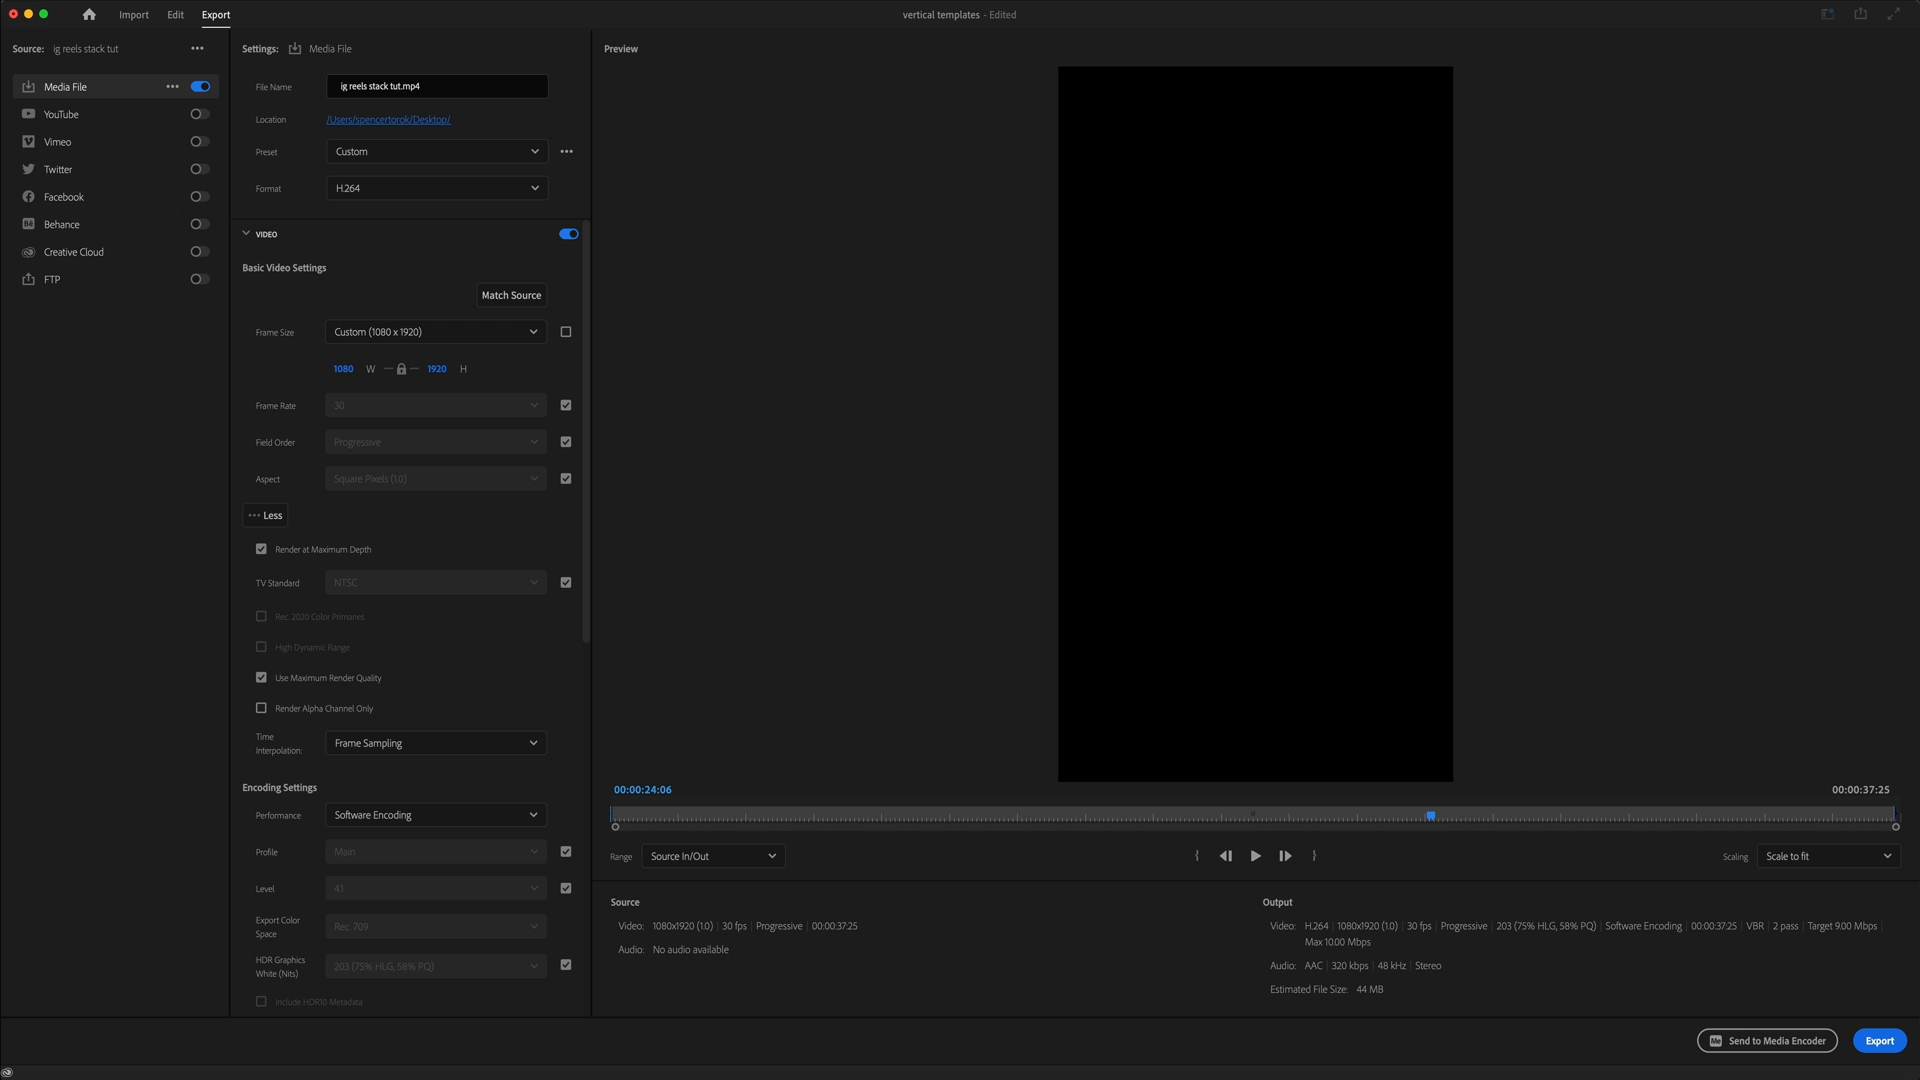 Import Edit Export
vertical templates - Edited
Source: ig reels stack tut •••
Media File •••
YouTube
Vimeo
Twitter
Facebook
Behance
Creative Cloud
FTP
Settings: Media File
File Name ig reels stack tut.mp4
Location /Users/spencertorok/Desktop/
Preset Custom •••
Format H.264
VIDEO
Basic Video Settings
Match Source
Frame Size Custom (1080 x 1920)
1080 W 1920 H
Frame Rate 30
Field Order Progressive
Aspect Square Pixels (1.0)
••• Less
Render at Maximum Depth
TV Standard NTSC
Rec. 2020 Color Primaries
High Dynamic Range
Use Maximum Render Quality
Render Alpha Channel Only
Time
Interpolation: Frame Sampling
Encoding Settings
Performance Software Encoding
Profile Main
Level 4.1
Export Color
Space Rec. 709
HDR Graphics
White (Nits) 203 (75% HLG, 58% PQ)
Include HDR10 Metadata
Preview
00:00:24:06 00:00:37:25
Range Source In/Out
Scaling Scale to fit
Source
Video: 1080x1920 (1.0) | 30 fps | Progressive | 00:00:37:25
Audio: No audio available
Output
Video: H.264 | 1080x1920 (1.0) | 30 fps | Progressive | 203 (75% HLG, 58% PQ) | Software Encoding | 00:00:37:25 | VBR | 2 pass | Target 9.00 Mbps |
Max 10.00 Mbps
Audio: AAC | 320 kbps | 48 kHz | Stereo
Estimated File Size: 44 MB
Me Send to Media Encoder
Export